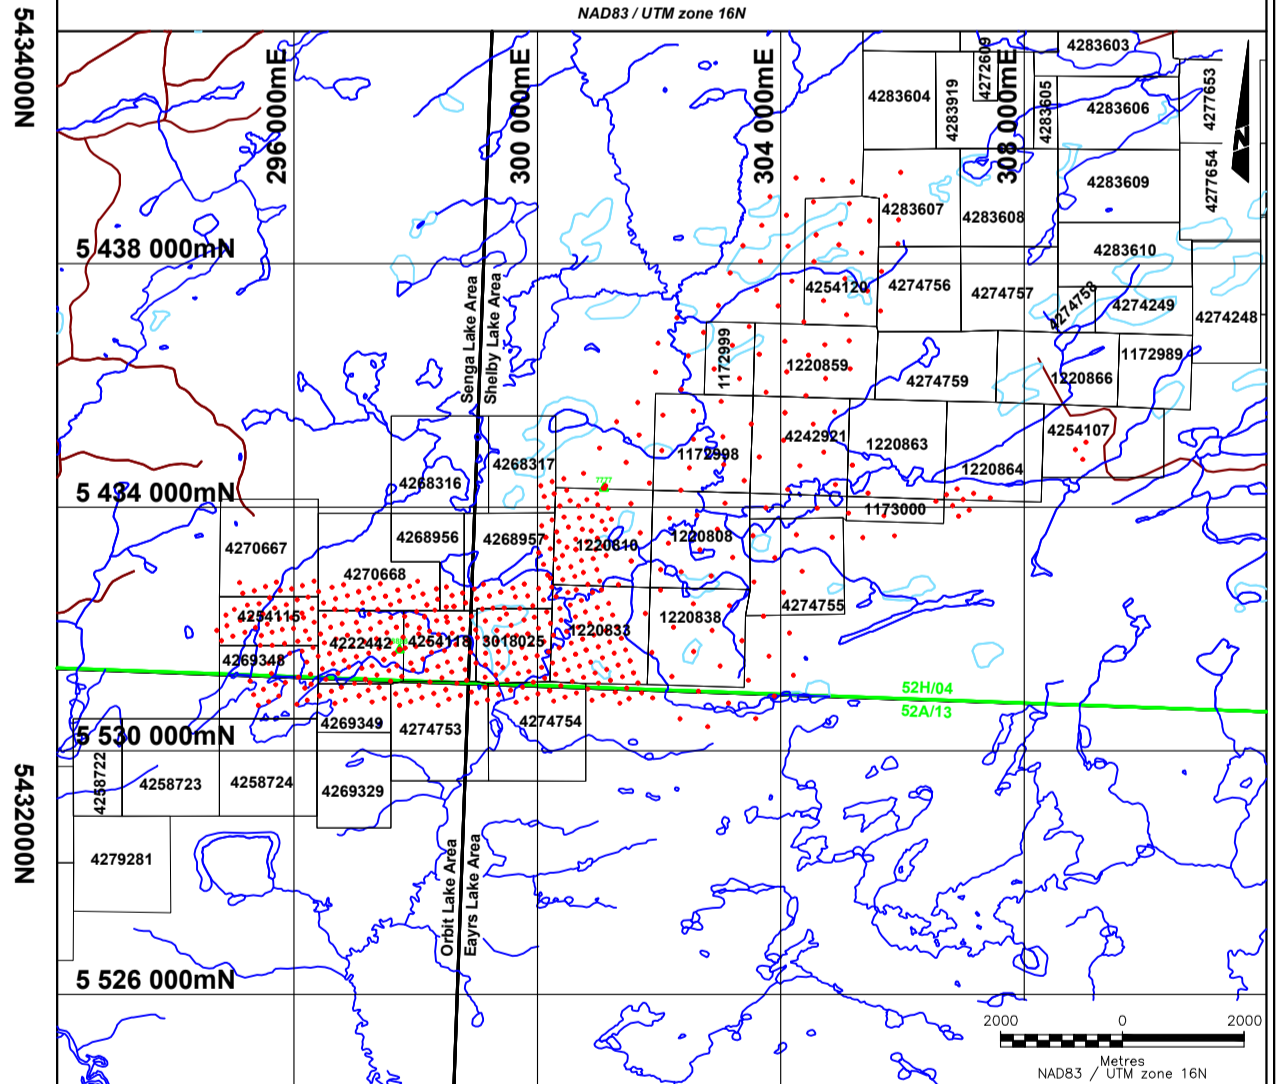 NAD83 / UTM zone 16N
543400N
296 000mE
300 000mE
304 000mE
308 000mE
4283603
4272609
4283604
4283919
4283605
4283606
4277653
N
4283609
4277654
4283607
4283608
5 438 000mN
4283610
4254120
4274756
4274757
4274758
4274249
4274248
Senga Lake Area
Shelby Lake Area
1172999
1220859
4274759
1220866
1172989
4242921
1220863
4254107
1172998
4268317
1220864
4268316
5 434 000mN
????
1173000
4268956
4268957
1220810
1220808
4270667
4270668
4274755
4254115
1220838
4222442
4254118
3018025
1220833
4269348
52H/04
52A/13
4269349
4274753
4274754
5 530 000mN
4258722
4258723
4258724
4269329
543200N
4279281
Orbit Lake Area
Eayrs Lake Area
5 526 000mN
2000
0
2000
Metres
NAD83 / UTM zone 16N